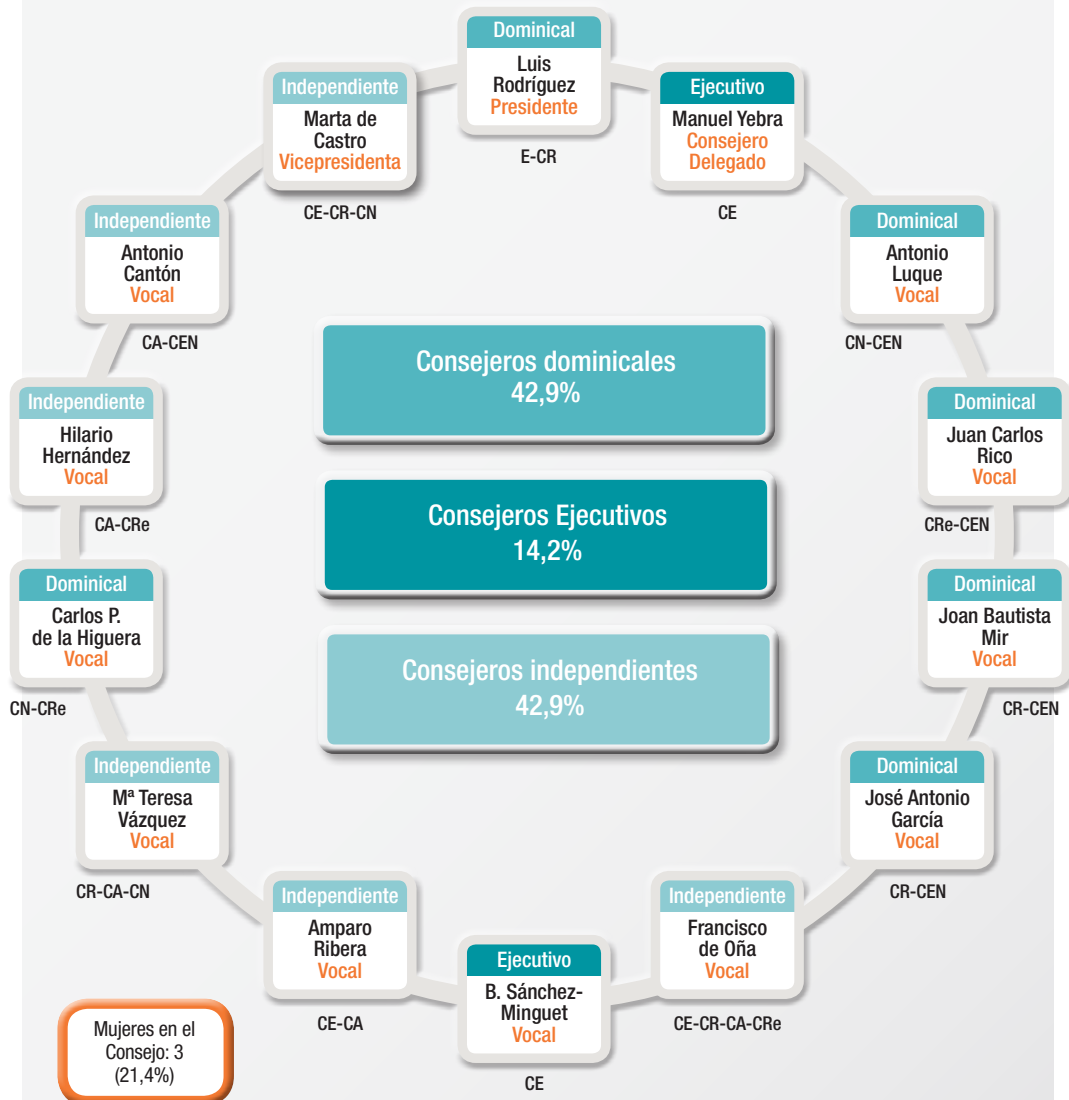 Dominical
Luis
Rodríguez
Presidente
E-CR
Ejecutivo
Manuel Yebra
Consejero
Delegado
CE
Dominical
Antonio
Luque
Vocal
CN-CEN
Dominical
Juan Carlos
Rico
Vocal
CRe-CEN
Dominical
Joan Bautista
Mir
Vocal
CR-CEN
Dominical
José Antonio
García
Vocal
CR-CEN
Independiente
Francisco
de Oña
Vocal
CE-CR-CA-CRe
Ejecutivo
B. Sánchez-
Minguet
Vocal
CE
Independiente
Amparo
Ribera
Vocal
CE-CA
Independiente
Mª Teresa
Vázquez
Vocal
CR-CA-CN
Dominical
Carlos P.
de la Higuera
Vocal
CN-CRe
Independiente
Hilario
Hernández
Vocal
CA-CRe
Independiente
Antonio
Cantón
Vocal
CA-CEN
Independiente
Marta de
Castro
Vicepresidenta
CE-CR-CN
Consejeros dominicales
42,9%
Consejeros Ejecutivos
14,2%
Consejeros independientes
42,9%
Mujeres en el
Consejo: 3
(21,4%)